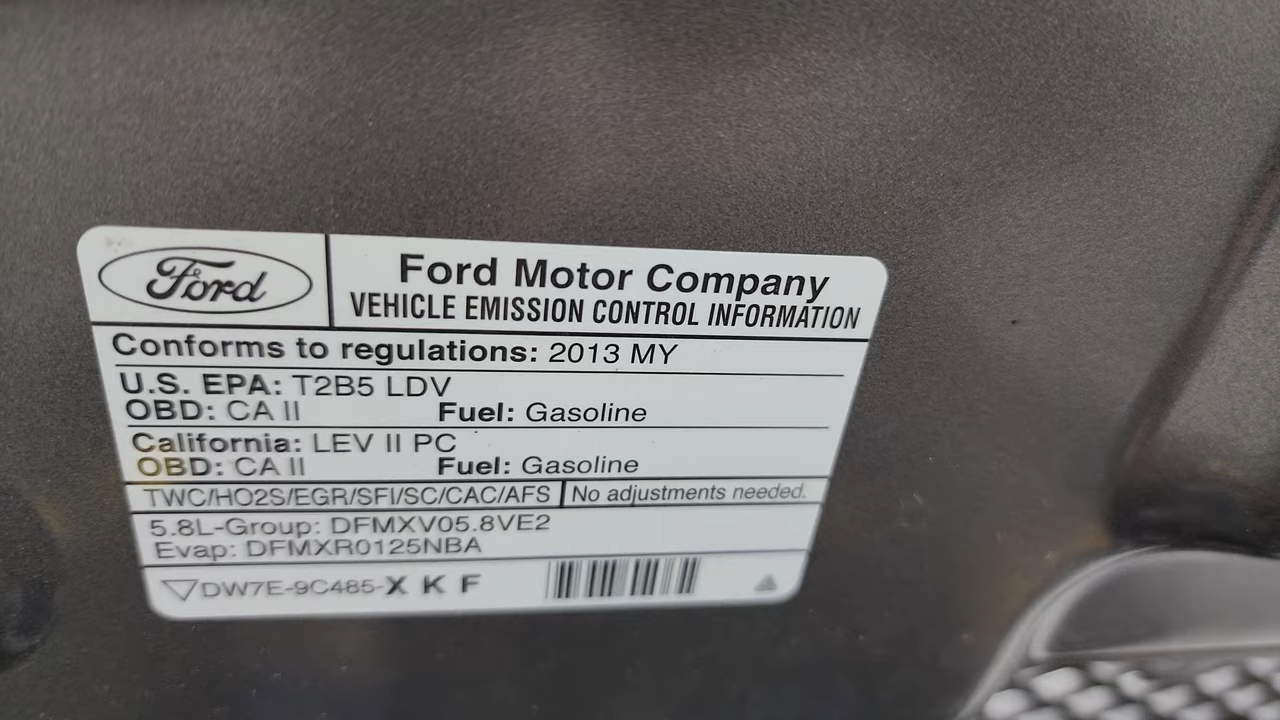 Ford
Ford Motor Company
VEHICLE EMISSION CONTROL INFORMATION
Conforms to regulations: 2013 MY
U.S. EPA: T2B5 LDV
OBD: CA II Fuel: Gasoline
California: LEV II PC
OBD: CA II Fuel: Gasoline
TWC/HO2S/EGR/SFI/SC/CAC/AFS No adjustments needed.
5.8L-Group: DFMXV05.8VE2
Evap: DFMXR0125NBA
DW7E-9C485-X K F